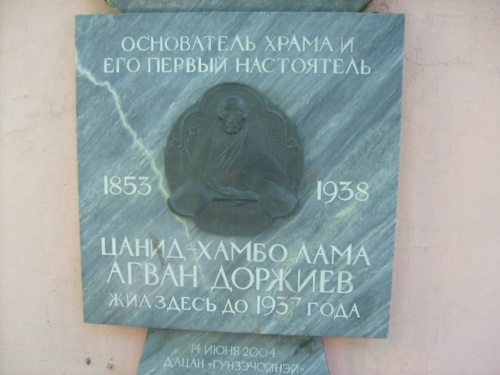 ОСНОВАТЕЛЬ ХРАМА И
ЕГО ПЕРВЫЙ НАСТОЯТЕЛЬ
1853 1938
ЦАНИД-ХАМБО ЛАМА
АГВАН ДОРЖИЕВ
ЖИЛ ЗДЕСЬ ДО 1937 ГОДА
14 ИЮНЯ 2004
ДАЦАН «ГУНЗЭЧОЙНЭЙ»